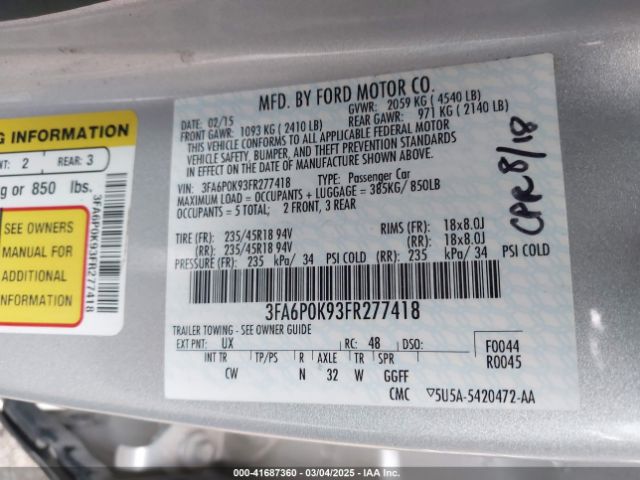 G INFORMATION
NT: 2 REAR: 3
g or 850 lbs.
SEE OWNERS
MANUAL FOR
ADDITIONAL
INFORMATION
3FA6P0K93FR277418
MFD. BY FORD MOTOR CO.
DATE: 02/15 GVWR: 2059 KG ( 4540 LB)
FRONT GAWR: 1093 KG ( 2410 LB) REAR GAWR: 971 KG ( 2140 LB)
THIS VEHICLE CONFORMS TO ALL APPLICABLE FEDERAL MOTOR
VEHICLE SAFETY, BUMPER, AND THEFT PREVENTION STANDARDS
IN EFFECT ON THE DATE OF MANUFACTURE SHOWN ABOVE.
VIN: 3FA6P0K93FR277418 TYPE: Passenger Car
MAXIMUM LOAD = OCCUPANTS + LUGGAGE = 385KG/ 850LB
OCCUPANTS = 5 TOTAL; 2 FRONT, 3 REAR
TIRE (FR): 235/45R18 94V RIMS (FR): 18x8.0J
(RR): 235/45R18 94V (RR): 18x8.0J
PRESSURE (FR): 235 kPa/ 34 PSI COLD (RR): 235 kPa/ 34 PSI COLD
3FA6P0K93FR277418
TRAILER TOWING - SEE OWNER GUIDE
EXT PNT: UX RC: 48 DSO: F0044
INT TR TP/PS R AXLE TR SPR R0045
CW N 32 W GGFF
CMC ▽5U5A-5420472-AA
CPR 8/18
000-41687360 - 03/04/2025 - IAA Inc.